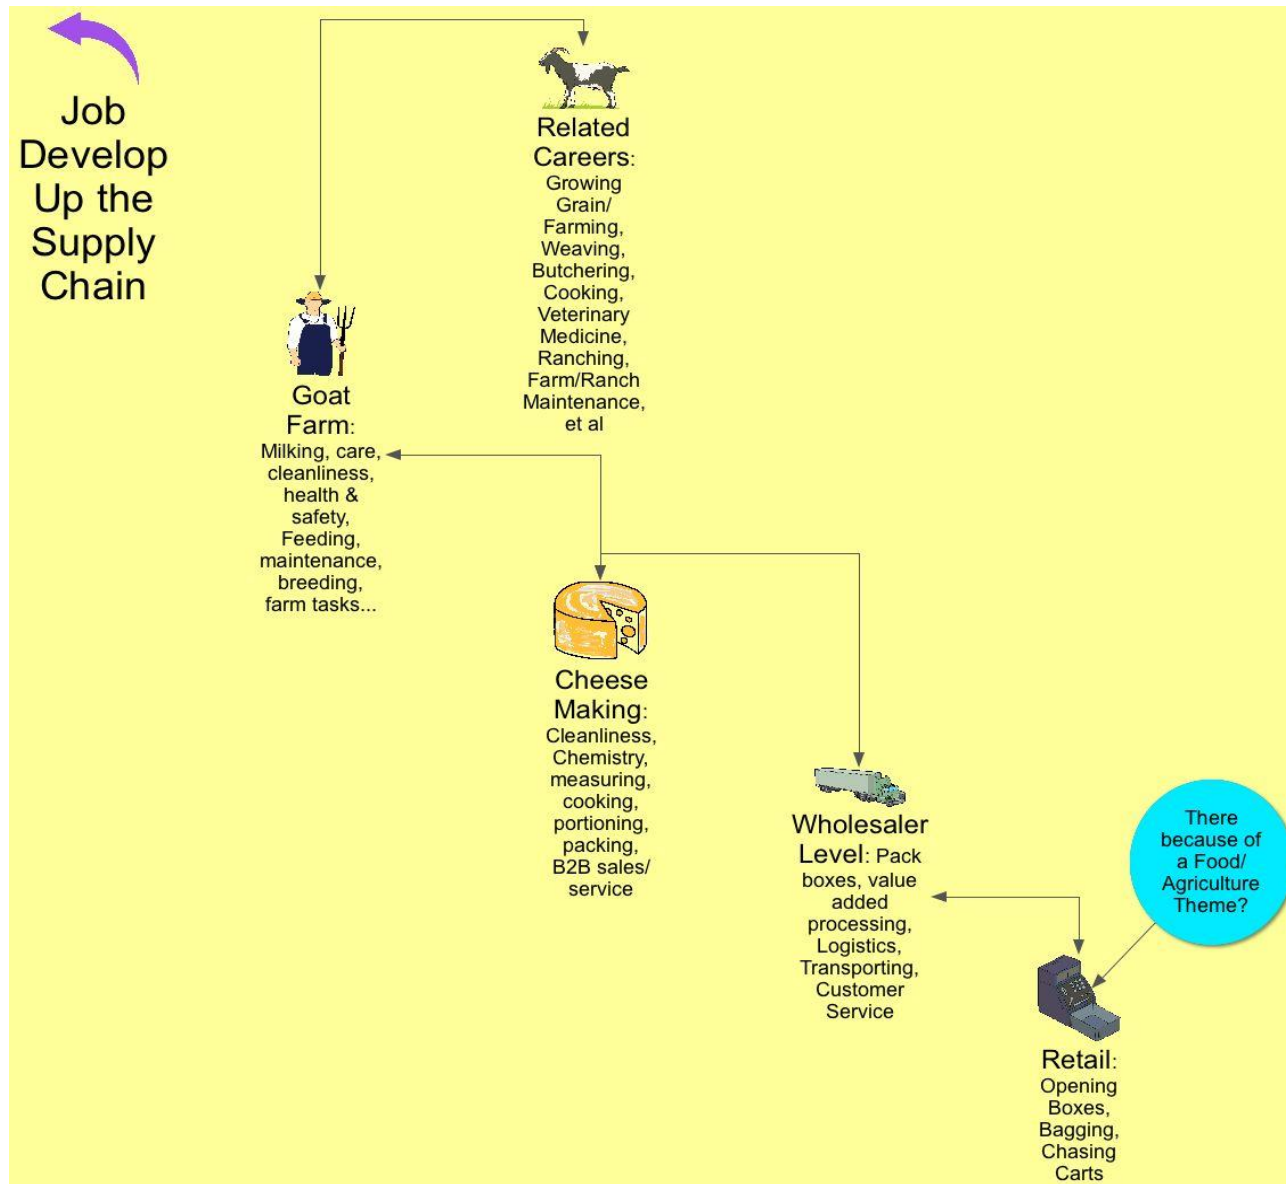 Job
Develop
Up the
Supply
Chain
Related
Careers:
Growing
Grain/
Farming,
Weaving,
Butchering,
Cooking,
Veterinary
Medicine,
Ranching,
Farm/Ranch
Maintenance,
et al
Goat
Farm:
Milking, care,
cleanliness,
health &
safety,
Feeding,
maintenance,
breeding,
farm tasks...
Cheese
Making:
Cleanliness,
Chemistry,
measuring,
cooking,
portioning,
packing,
B2B sales/
service
Wholesaler
Level: Pack
boxes, value
added
processing,
Logistics,
Transporting,
Customer
Service
There
because of
a Food/
Agriculture
Theme?
Retail:
Opening
Boxes,
Bagging,
Chasing
Carts